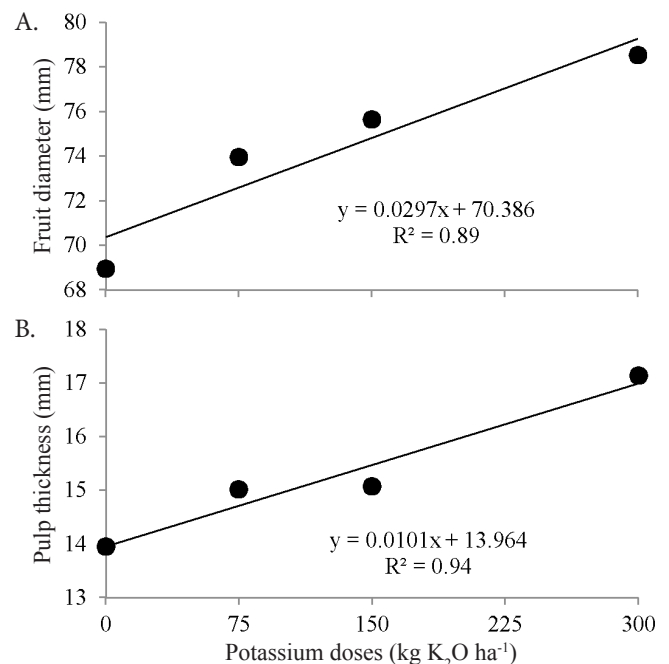 A.
80
78
76
74
72
70
68
Fruit diameter (mm)
y = 0.0297x + 70.386
R² = 0.89
B.
18
17
16
15
14
13
Pulp thickness (mm)
y = 0.0101x + 13.964
R² = 0.94
0 75 150 225 300
Potassium doses (kg K₂O ha⁻¹)